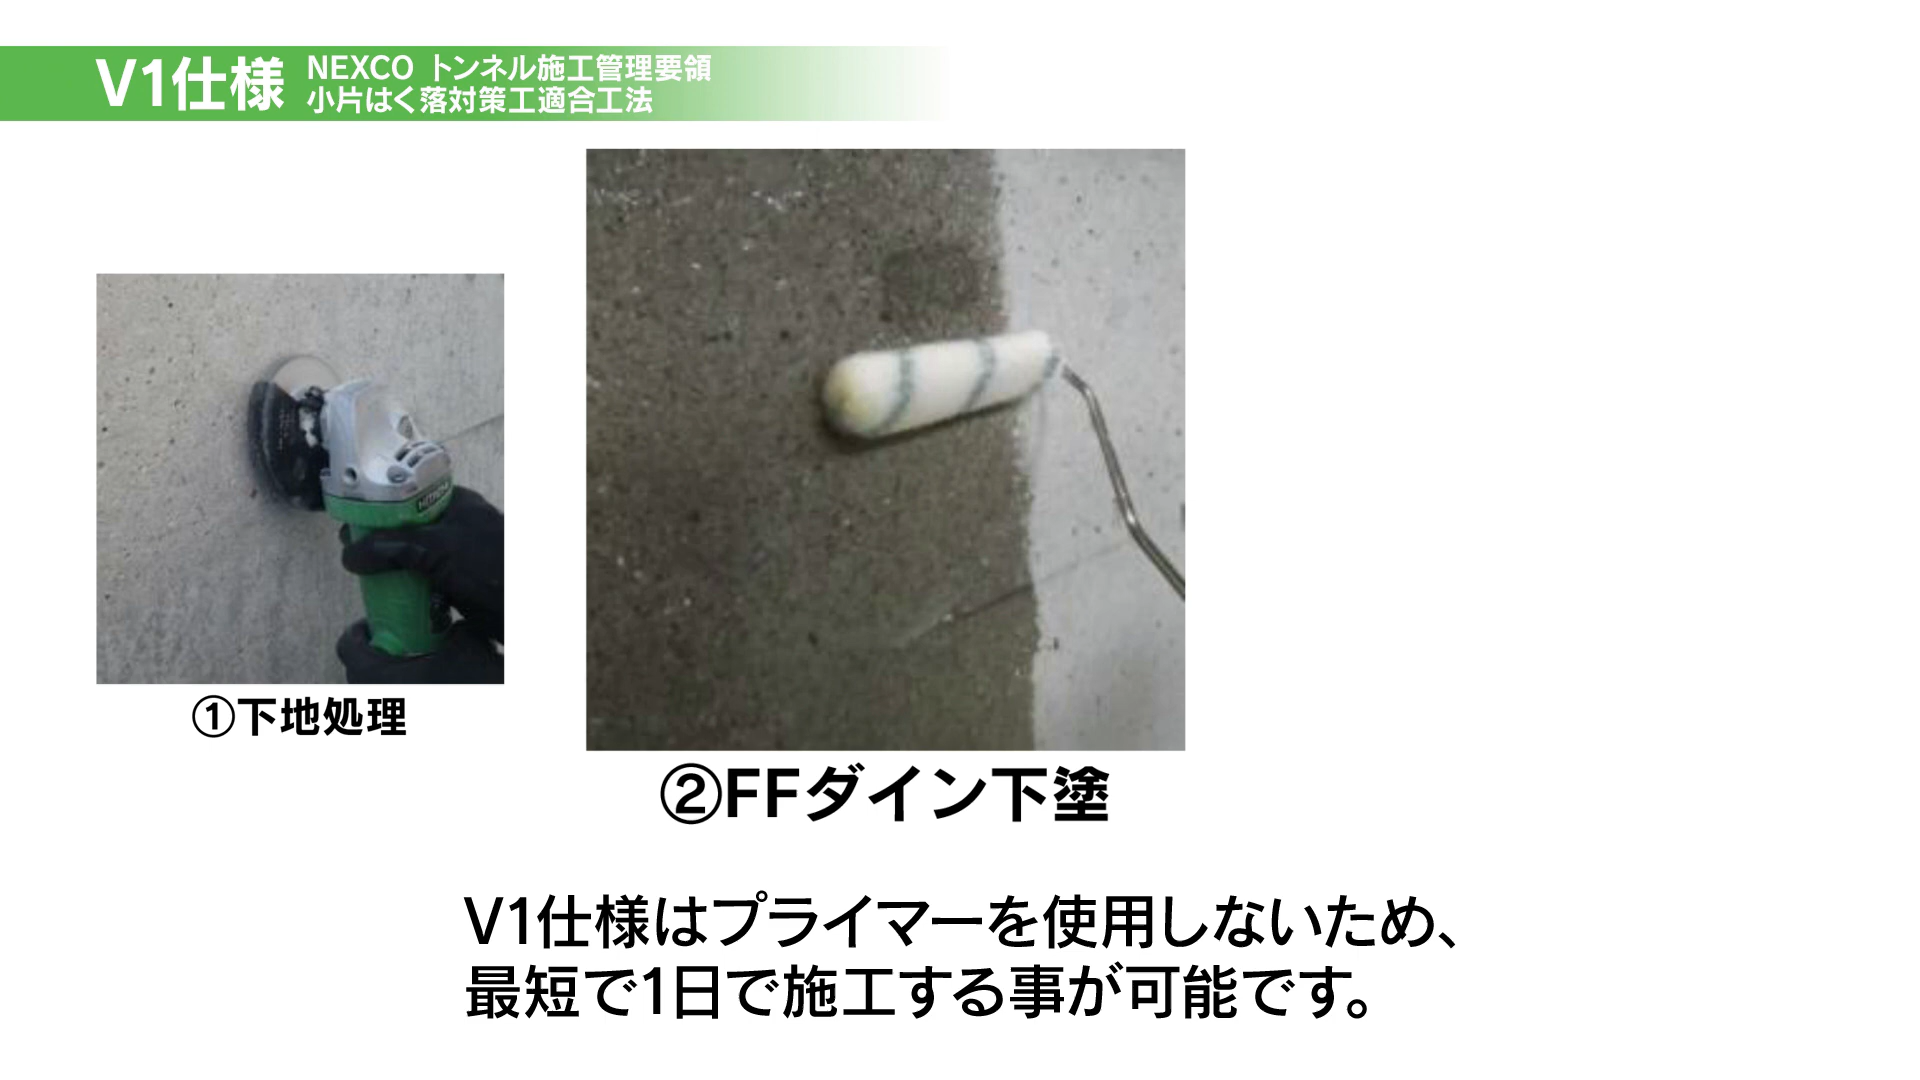 V1仕様
NEXCO トンネル施工管理要領
小片はく落対策工適合工法
HITACHI
①下地処理
②FFダイン下塗
V1仕様はプライマーを使用しないため、
最短で1日で施工する事が可能です。